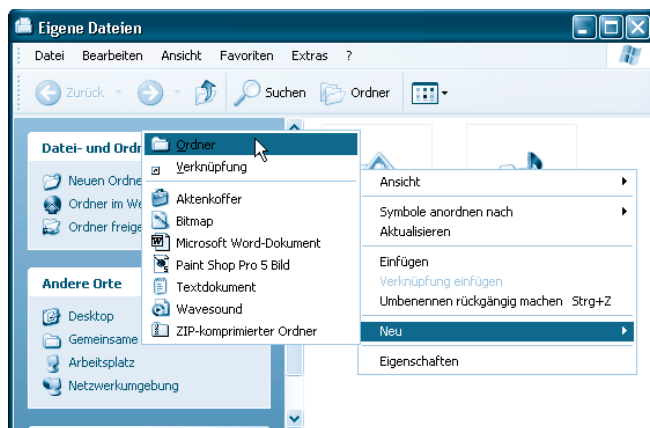 Eigene Dateien
Datei Bearbeiten Ansicht Favoriten Extras ?
Zurück Suchen Ordner
Datei- und Ordn
Neuen Ordne
Ordner im We
Ordner freige
Andere Orte
Desktop
Gemeinsame
Arbeitsplatz
Netzwerkumgebung
Ordner
Verknüpfung
Aktenkoffer
Bitmap
Microsoft Word-Dokument
Paint Shop Pro 5 Bild
Textdokument
Wavesound
ZIP-komprimierter Ordner
Ansicht
Symbole anordnen nach
Aktualisieren
Einfügen
Verknüpfung einfügen
Umbenennen rückgängig machen Strg+Z
Neu
Eigenschaften